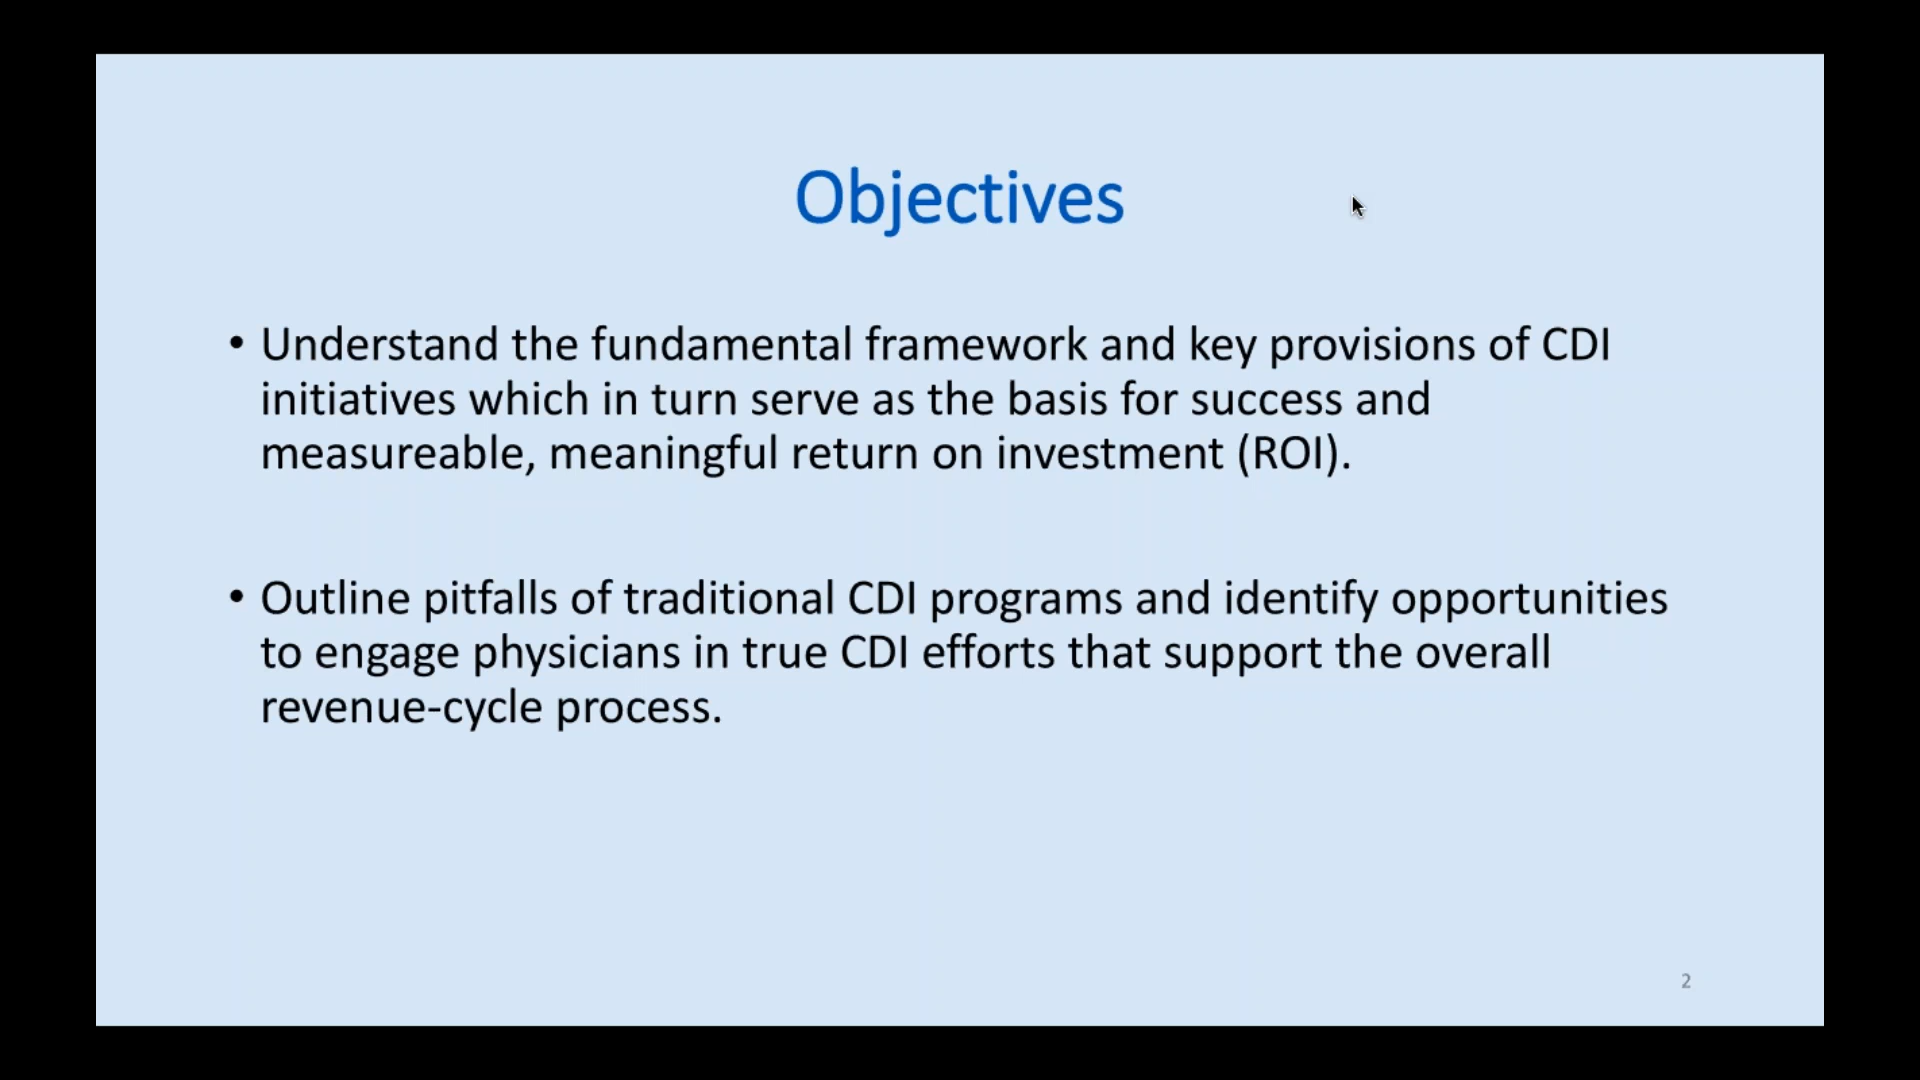 Objectives
• Understand the fundamental framework and key provisions of CDI
initiatives which in turn serve as the basis for success and
measureable, meaningful return on investment (ROI).
• Outline pitfalls of traditional CDI programs and identify opportunities
to engage physicians in true CDI efforts that support the overall
revenue-cycle process.
2